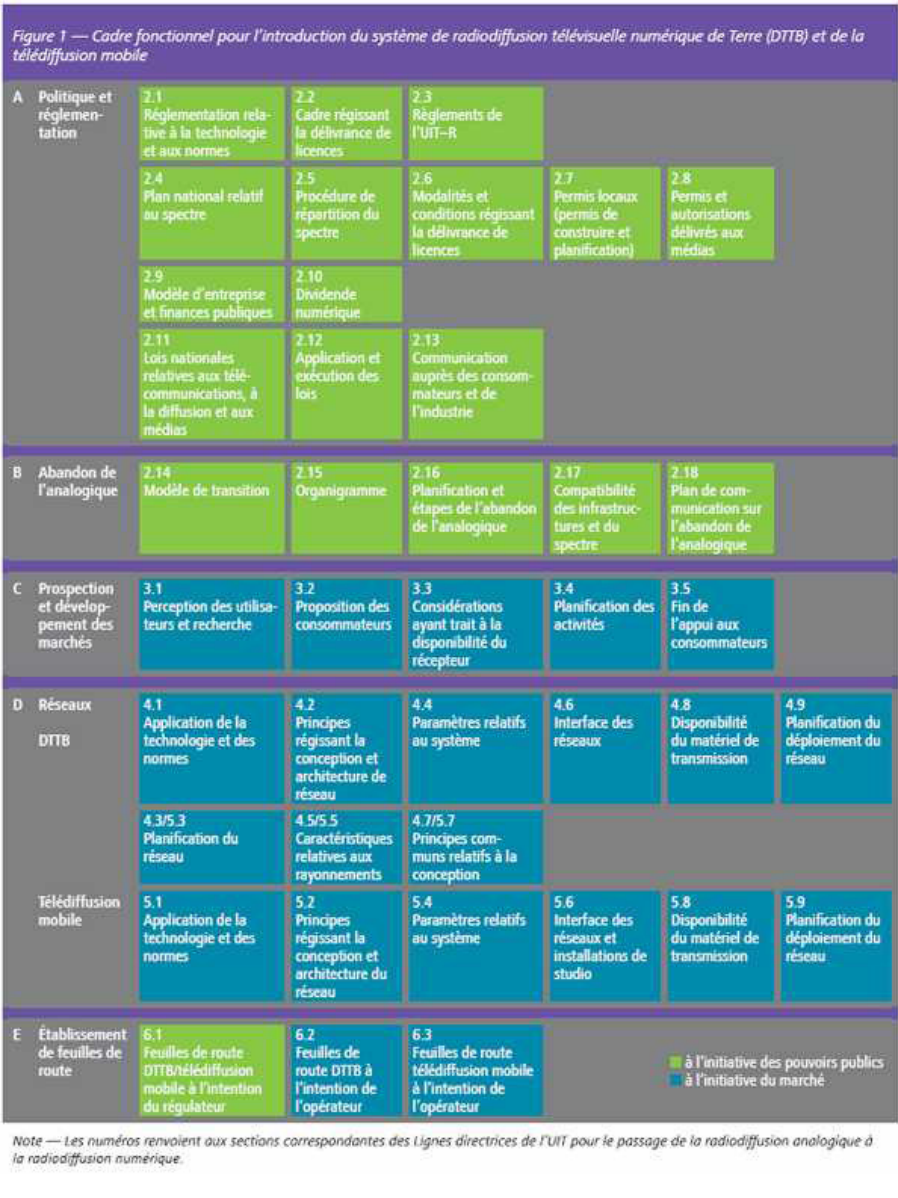 Figure 1 — Cadre fonctionnel pour l'introduction du système de radiodiffusion télévisuelle numérique de Terre (DTTB) et de la
télédiffusion mobile
A Politique et
réglemen-
tation
2.1
Réglementation rela-
tive à la technologie
et aux normes
2.2
Cadre régissant
la délivrance de
licences
2.3
Règlements de
l'UIT–R
2.4
Plan national relatif
au spectre
2.5
Procédure de
répartition du
spectre
2.6
Modalités et
conditions régissant
la délivrance de
licences
2.7
Permis locaux
(permis de
construire et
planification)
2.8
Permis et
autorisations
délivrés aux
médias
2.9
Modèle d'entreprise
et finances publiques
2.10
Dividende
numérique
2.11
Lois nationales
relatives aux télé-
communications, à
la diffusion et aux
médias
2.12
Application et
exécution des
lois
2.13
Communication
auprès des consom-
mateurs et de
l'industrie
B Abandon de
l'analogique
2.14
Modèle de transition
2.15
Organigramme
2.16
Planification et
étapes de l'abandon
de l'analogique
2.17
Compatibilité
des infrastruc-
tures et du
spectre
2.18
Plan de com-
munication sur
l'abandon de
l'analogique
C Prospection
et dévelop-
pement des
marchés
3.1
Perception des utilisa-
teurs et recherche
3.2
Proposition des
consommateurs
3.3
Considérations
ayant trait à la
disponibilité du
récepteur
3.4
Planification des
activités
3.5
Fin de
l'appui aux
consommateurs
D Réseaux
DTTB
4.1
Application de la
technologie et des
normes
4.2
Principes
régissant la
conception et
architecture de
réseau
4.4
Paramètres relatifs
au système
4.6
Interface des
réseaux
4.8
Disponibilité
du matériel de
transmission
4.9
Planification du
déploiement du
réseau
4.3/5.3
Planification du
réseau
4.5/5.5
Caractéristiques
relatives aux
rayonnements
4.7/5.7
Principes com-
muns relatifs à la
conception
Télédiffusion
mobile
5.1
Application de la
technologie et des
normes
5.2
Principes
régissant la
conception et
architecture du
réseau
5.4
Paramètres relatifs
au système
5.6
Interface des
réseaux et
installations de
studio
5.8
Disponibilité
du matériel de
transmission
5.9
Planification du
déploiement du
réseau
E Établissement
de feuilles de
route
6.1
Feuilles de route
DTTB/télédiffusion
mobile à l'intention
du régulateur
6.2
Feuilles de
route DTTB à
l'intention de
l'opérateur
6.3
Feuilles de route
télédiffusion mobile
à l'intention de
l'opérateur
à l'initiative des pouvoirs publics
à l'initiative du marché
Note — Les numéros renvoient aux sections correspondantes des Lignes directrices de l'UIT pour le passage de la radiodiffusion analogique à
la radiodiffusion numérique.